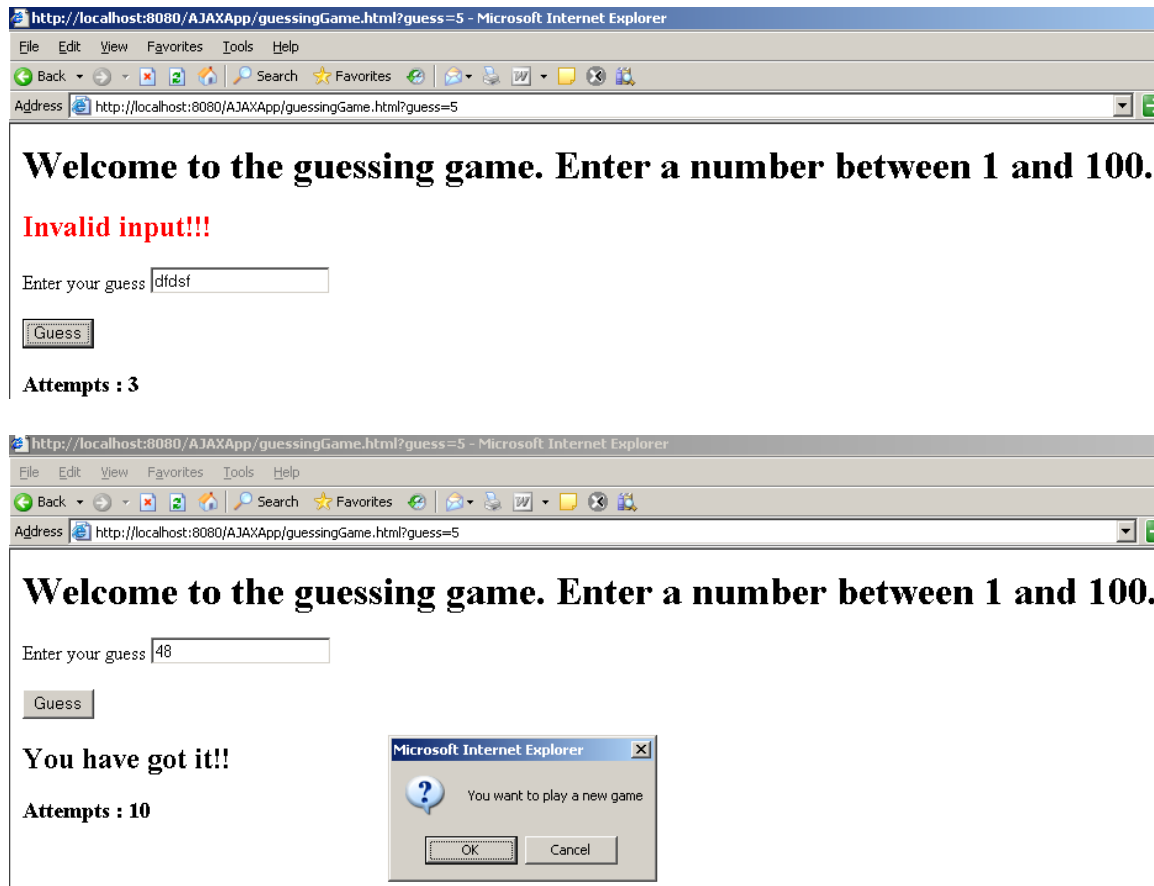 http://localhost:8080/AJAXApp/guessingGame.html?guess=5 - Microsoft Internet Explorer
File Edit View Favorites Tools Help
Back Search Favorites
Address http://localhost:8080/AJAXApp/guessingGame.html?guess=5
Welcome to the guessing game. Enter a number between 1 and 100.
Invalid input!!!
Enter your guess dfdsf
Guess
Attempts : 3
http://localhost:8080/AJAXApp/guessingGame.html?guess=5 - Microsoft Internet Explorer
File Edit View Favorites Tools Help
Back Search Favorites
Address http://localhost:8080/AJAXApp/guessingGame.html?guess=5
Welcome to the guessing game. Enter a number between 1 and 100.
Enter your guess 48
Guess
You have got it!!
Attempts : 10
Microsoft Internet Explorer
You want to play a new game
OK Cancel